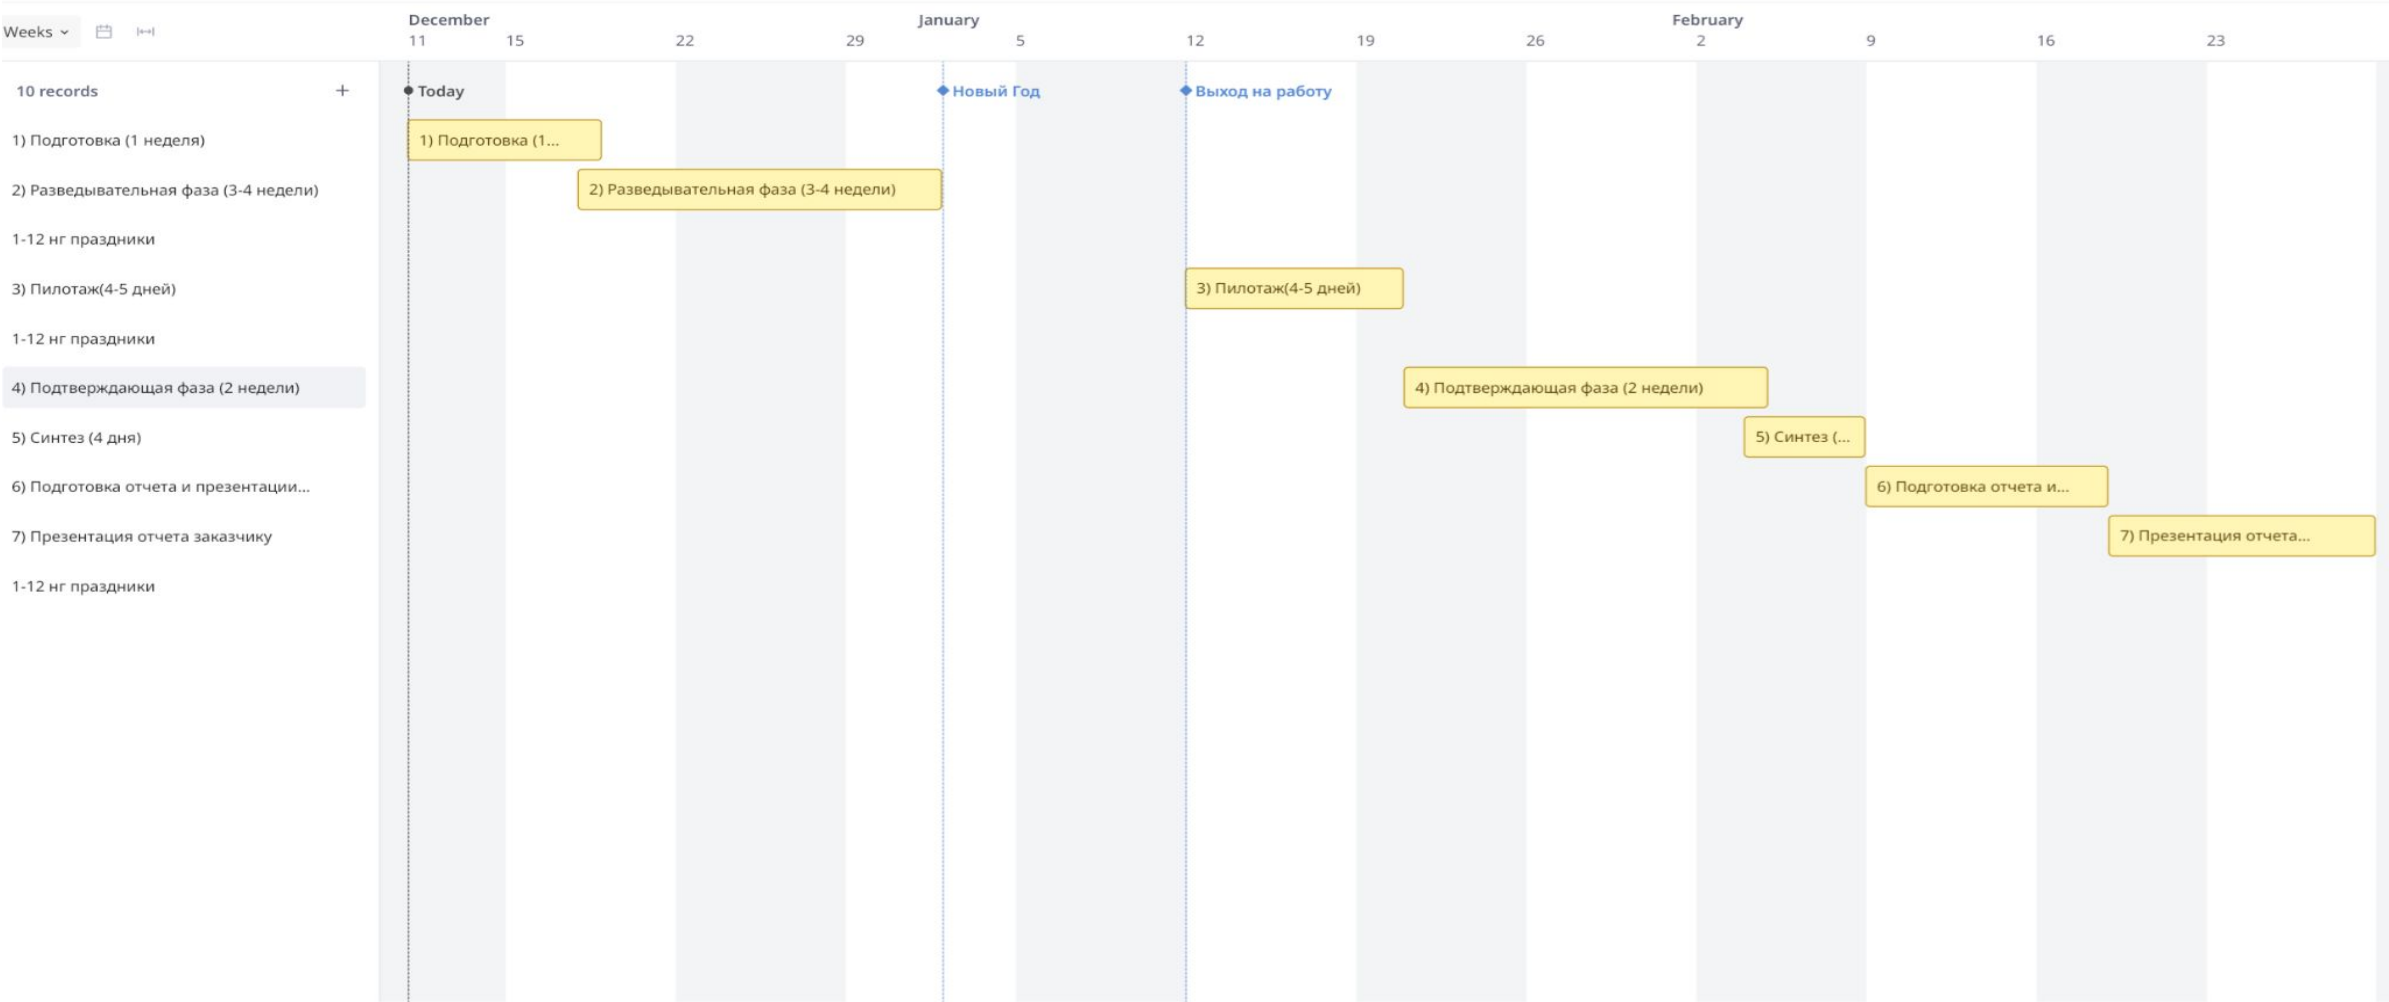 Weeks
December
January
February
11 15 22 29 5 12 19 26 2 9 16 23
10 records +
Today
Новый Год
Выход на работу
1) Подготовка (1 неделя)
1) Подготовка (1...
2) Разведывательная фаза (3-4 недели)
2) Разведывательная фаза (3-4 недели)
1-12 нг праздники
3) Пилотаж(4-5 дней)
3) Пилотаж(4-5 дней)
1-12 нг праздники
4) Подтверждающая фаза (2 недели)
4) Подтверждающая фаза (2 недели)
5) Синтез (4 дня)
5) Синтез (...
6) Подготовка отчета и презентации...
6) Подготовка отчета и...
7) Презентация отчета заказчику
7) Презентация отчета...
1-12 нг праздники